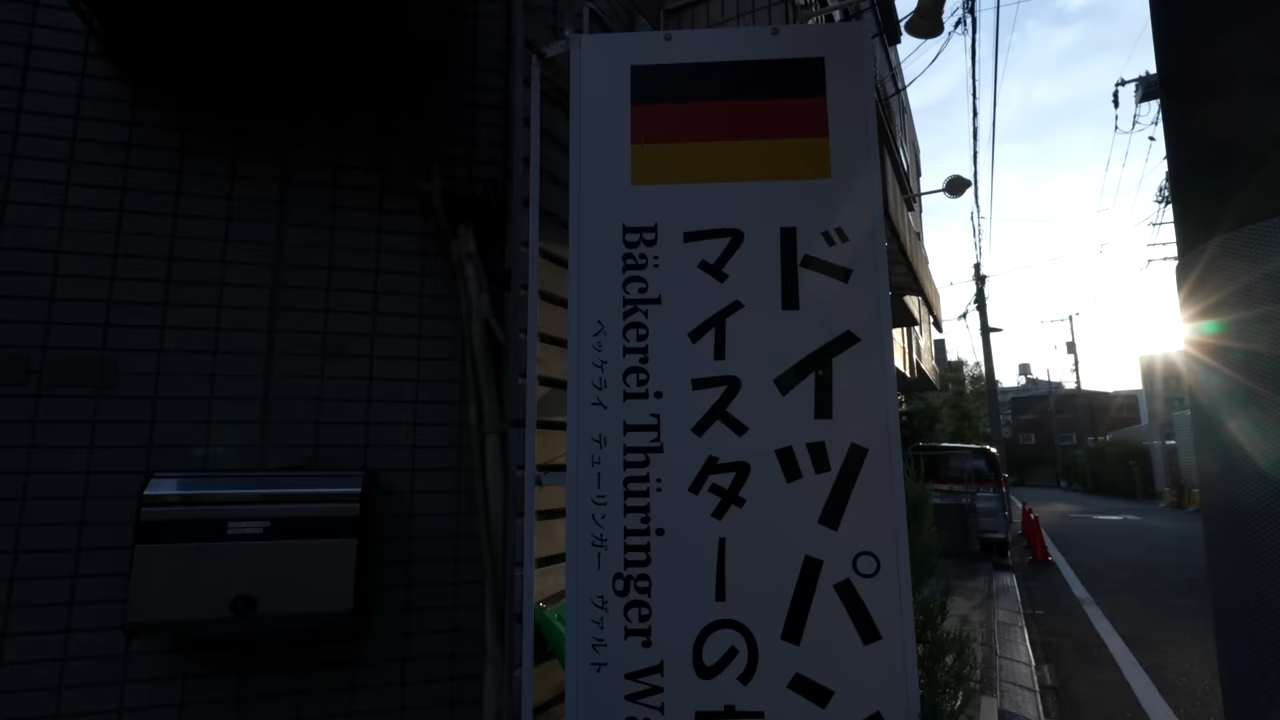 ドイツパン
マイスターの
Bäckerei Thüringer
ベッケライ テューリンガー ヴァルト